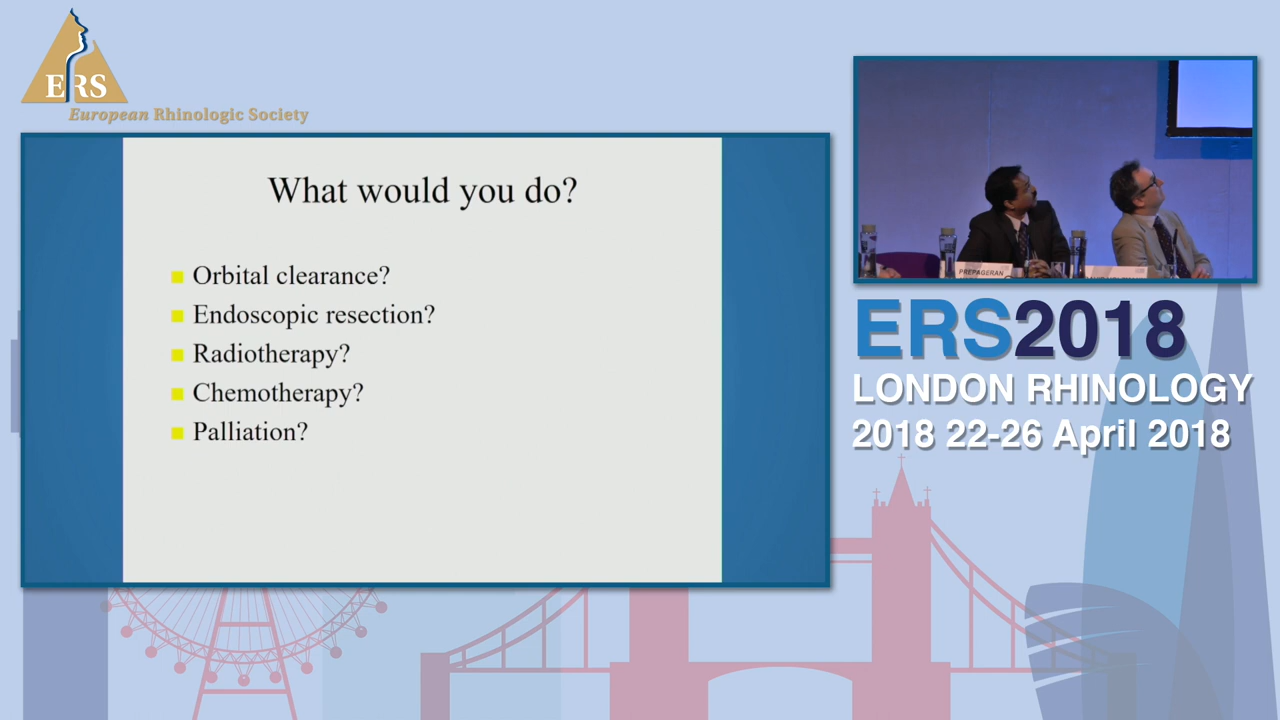 ERS
European Rhinologic Society
What would you do?
Orbital clearance?
Endoscopic resection?
Radiotherapy?
Chemotherapy?
Palliation?
PREPAGERAN
ERS2018
LONDON RHINOLOGY
2018 22-26 April 2018